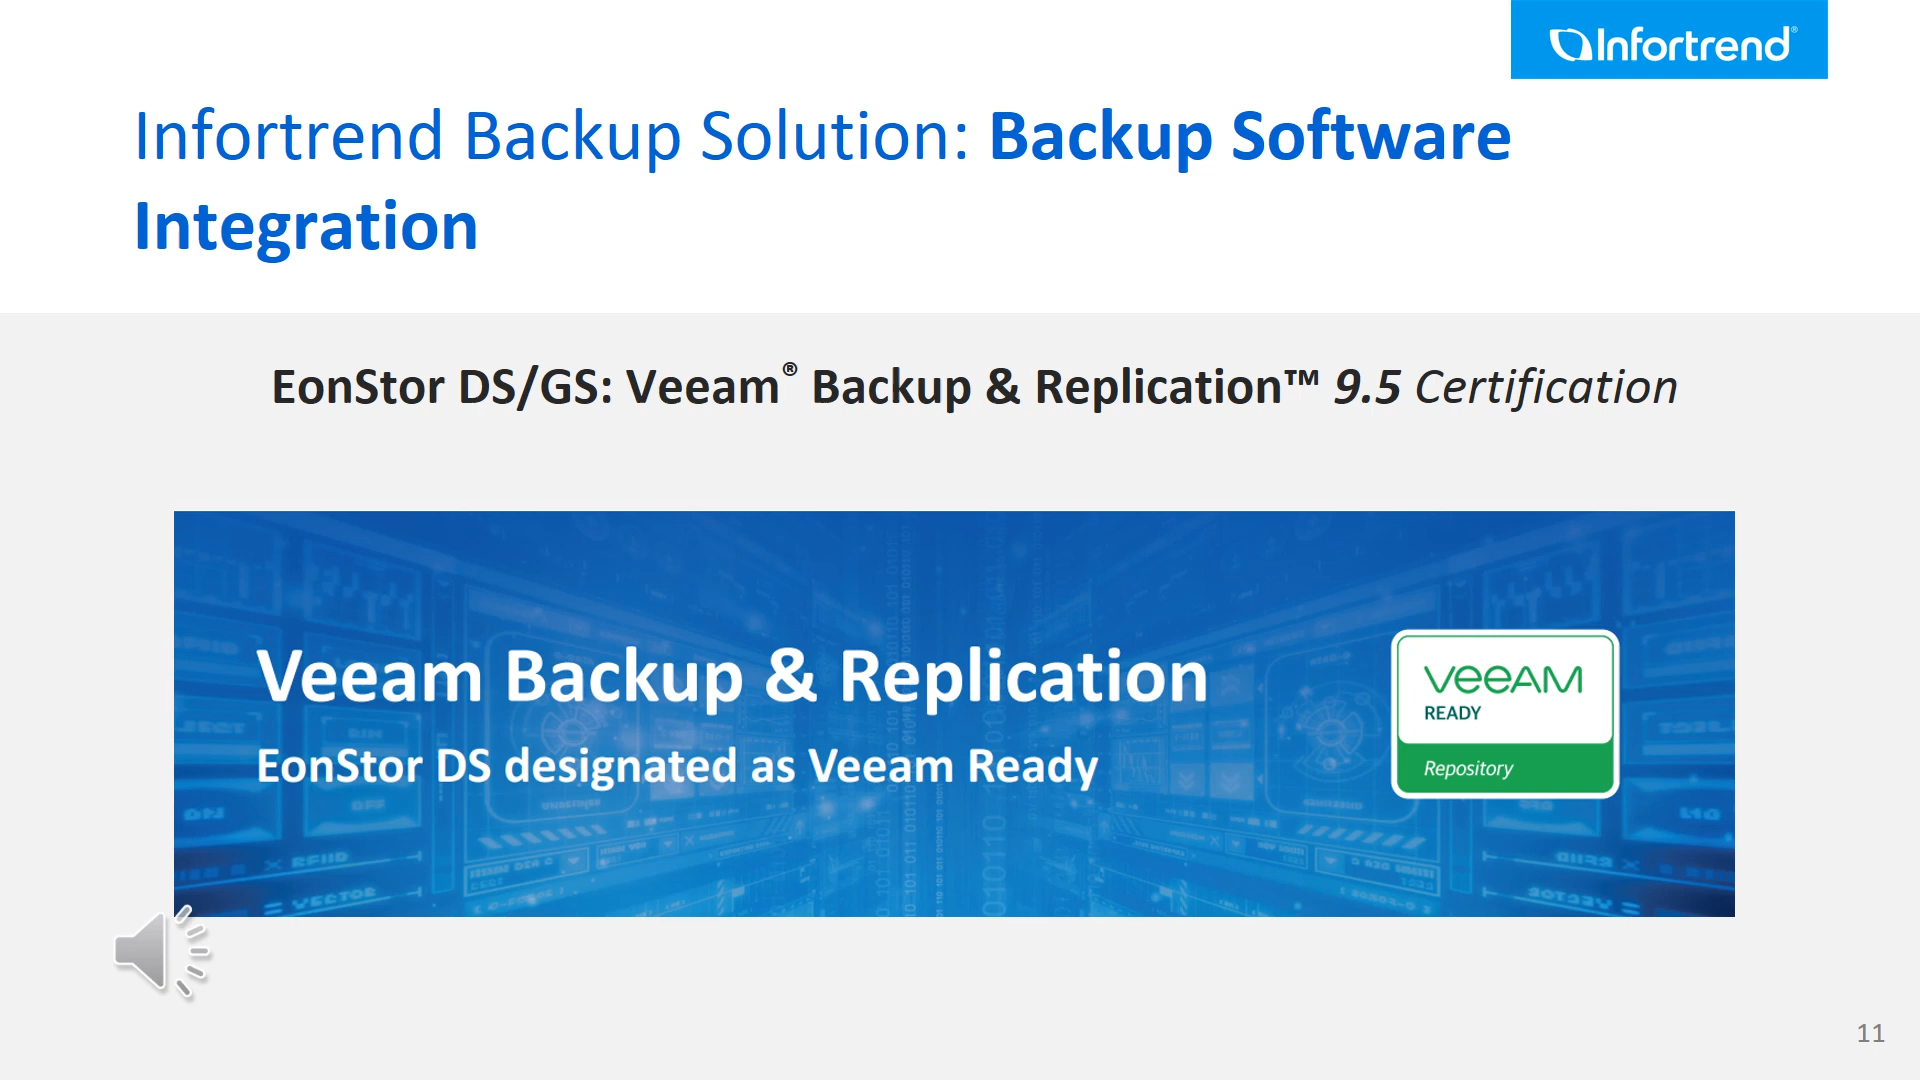 Infortrend®
Infortrend Backup Solution: Backup Software
Integration
EonStor DS/GS: Veeam® Backup & Replication™ 9.5 Certification
Veeam Backup & Replication
EonStor DS designated as Veeam Ready
VEEAM
READY
Repository
11